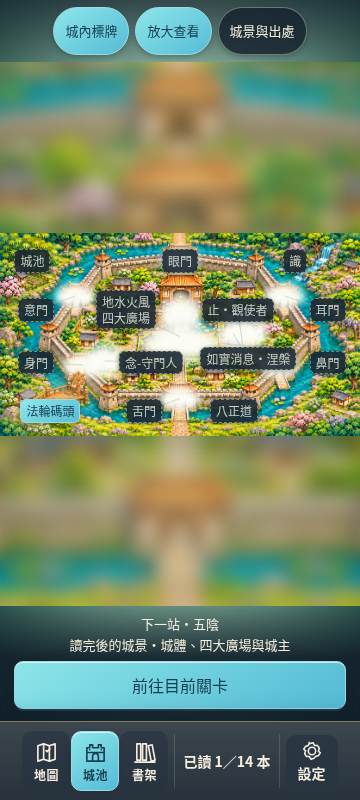 城內標牌
放大查看
城景與出處
城池
眼門
識
意門
地水火風
四大廣場
止・觀使者
耳門
身門
念-守門人
如實消息・涅槃
鼻門
法輪碼頭
舌門
八正道
下一站・五陰
讀完後的城景・城體、四大廣場與城主
前往目前關卡
地圖
城池
書架
已讀 1／14 本
設定